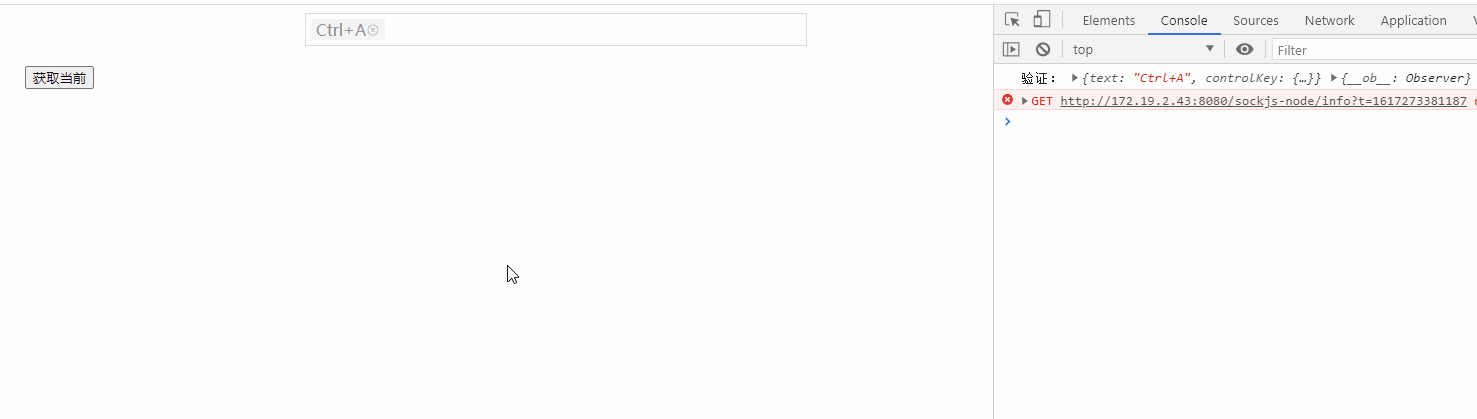 Ctrl+A
获取当前
Elements Console Sources Network Application
top Filter
验证： {text: "Ctrl+A", controlKey: {…}} {__ob__: Observer}
GET http://172.19.2.43:8080/sockjs-node/info?t=1617273381187